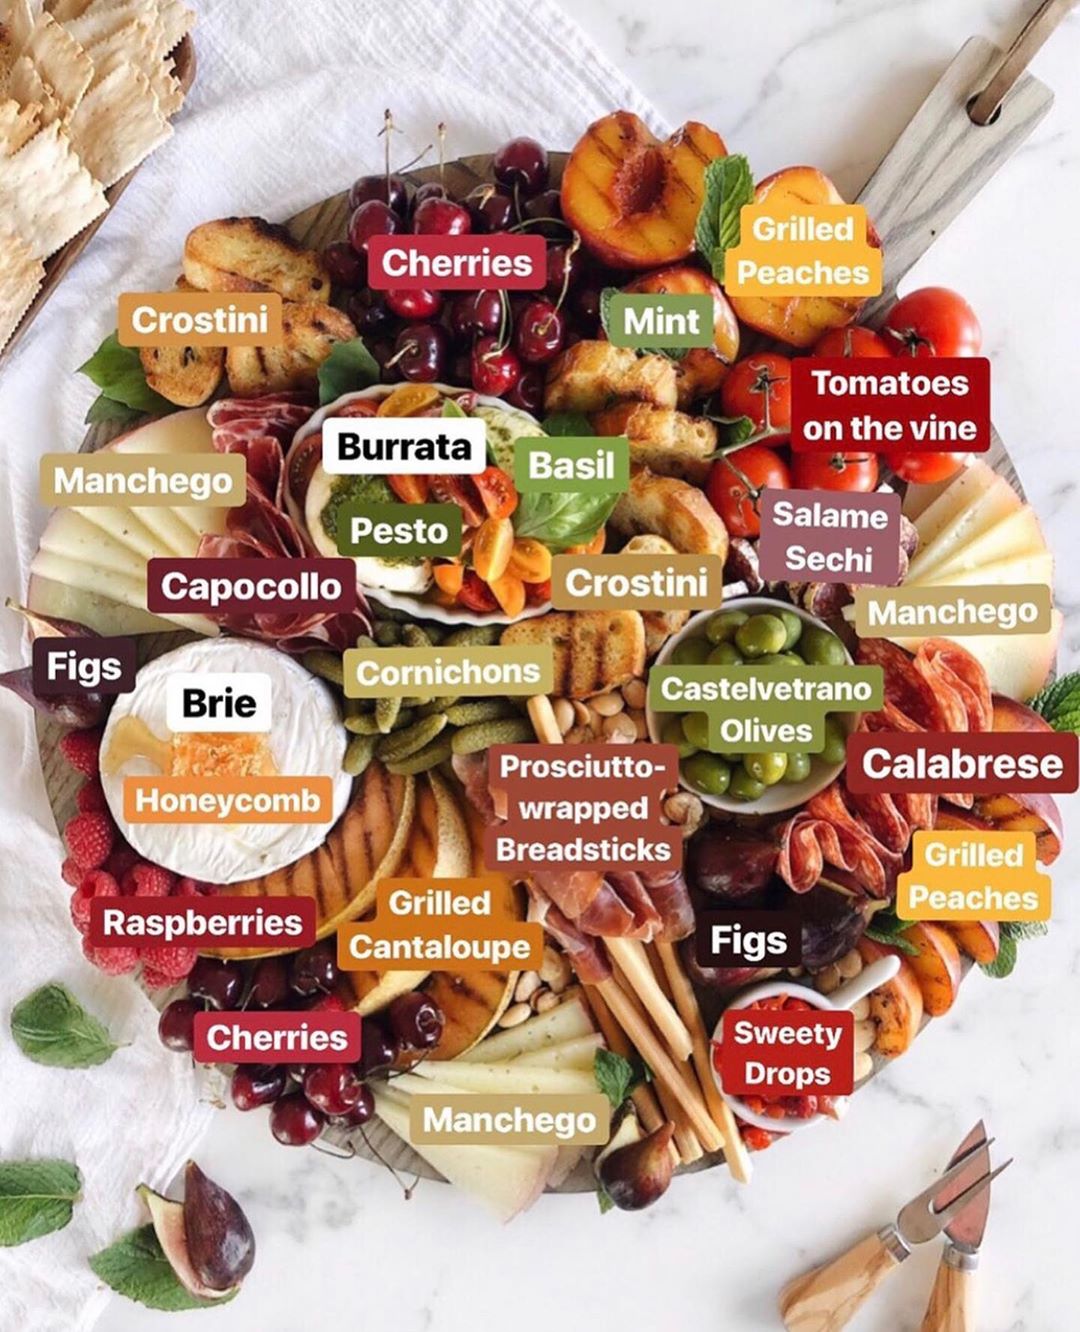 Grilled
Peaches
Cherries
Crostini
Mint
Tomatoes
on the vine
Burrata
Basil
Manchego
Pesto
Salame
Sechi
Capocollo
Crostini
Manchego
Figs
Cornichons
Brie
Castelvetrano
Olives
Honeycomb
Prosciutto-
wrapped
Breadsticks
Calabrese
Grilled
Peaches
Raspberries
Grilled
Cantaloupe
Figs
Cherries
Sweety
Drops
Manchego